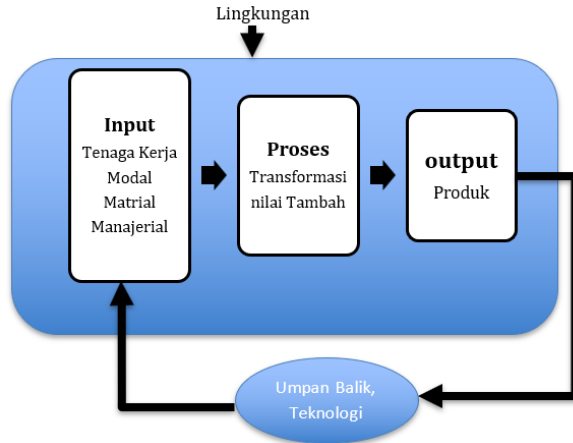 Lingkungan
Input
Tenaga Kerja
Modal
Matrial
Manajerial
Proses
Transformasi
nilai Tambah
output
Produk
Umpan Balik,
Teknologi